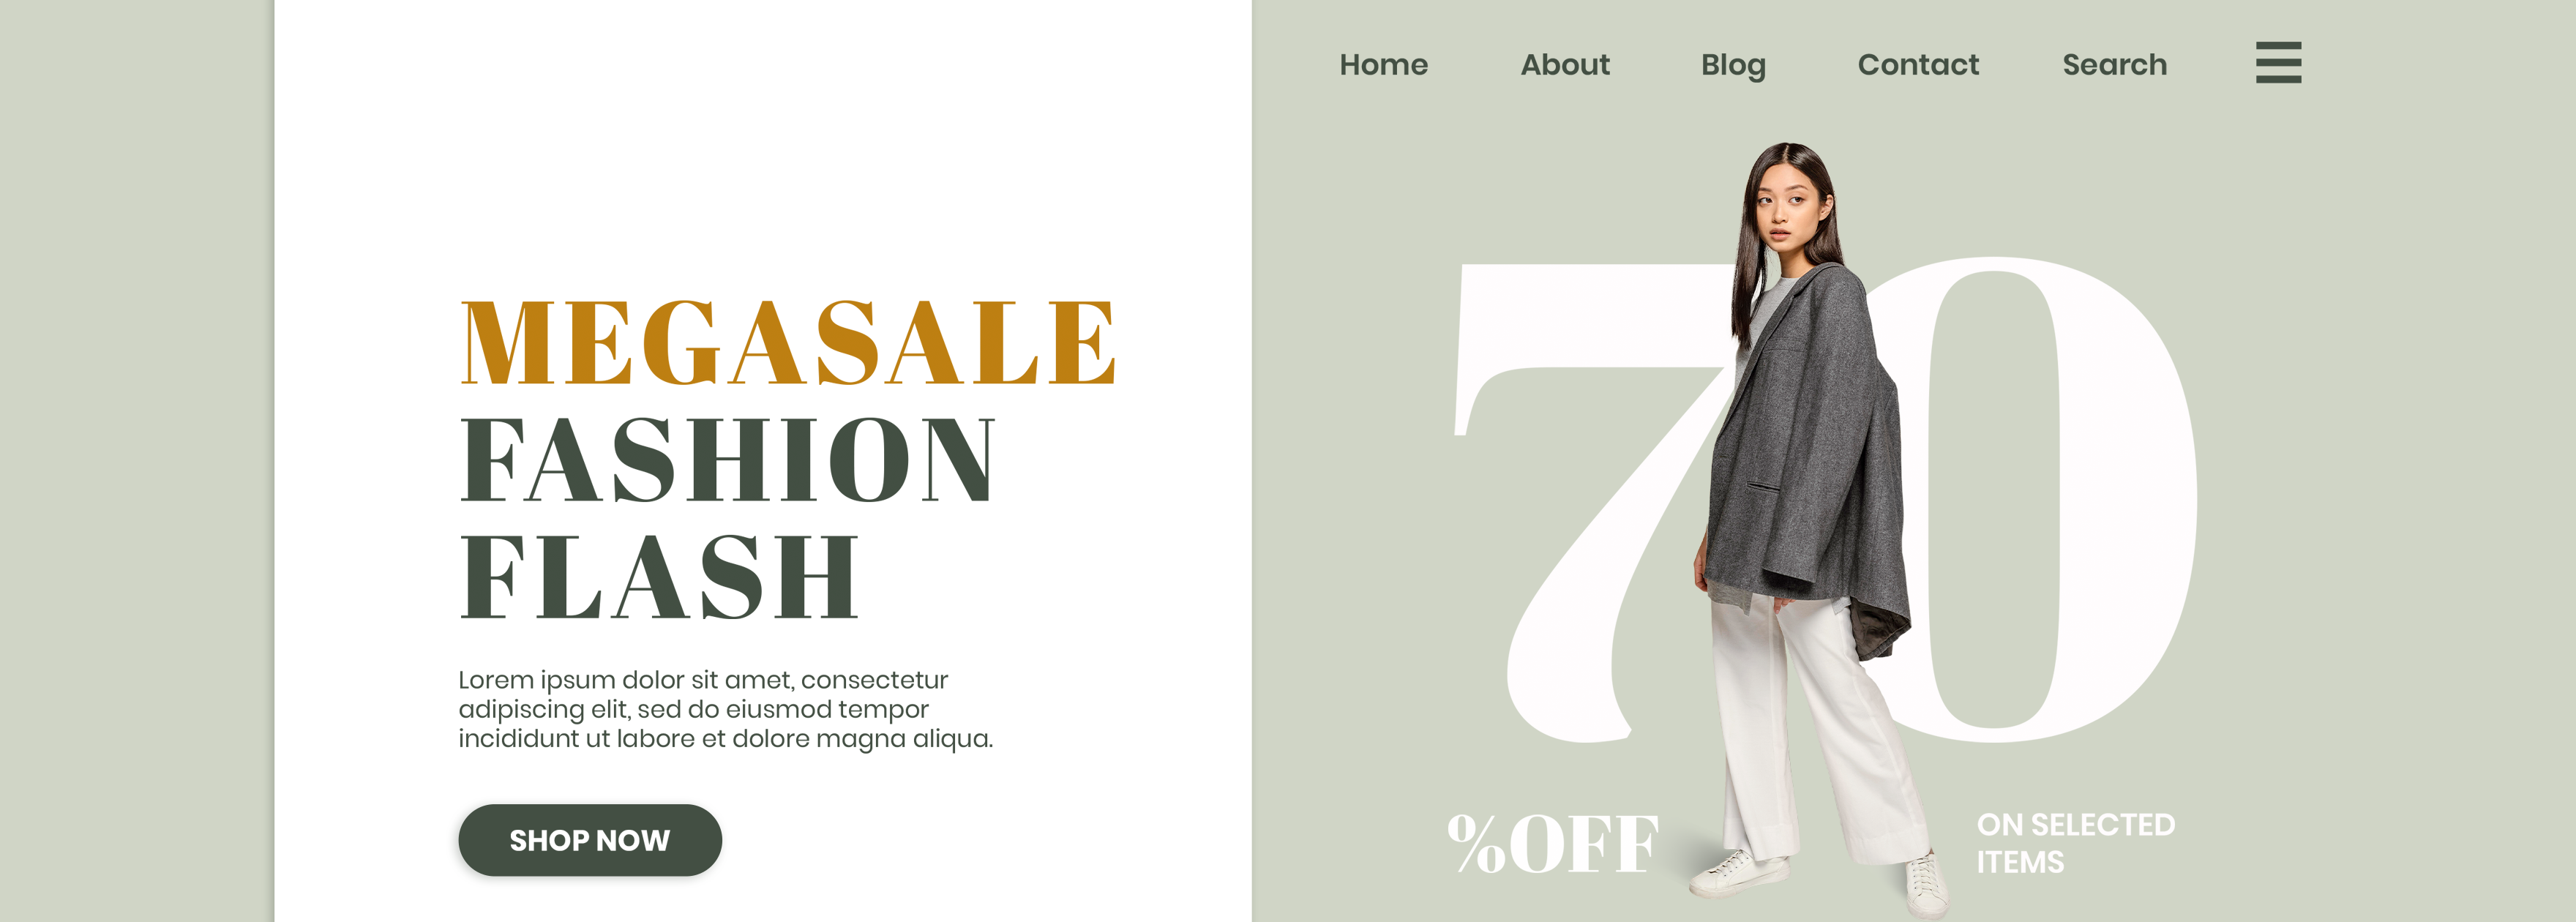 Home About Blog Contact Search
MEGASALE
FASHION
FLASH
Lorem ipsum dolor sit amet, consectetur
adipiscing elit, sed do eiusmod tempor
incididunt ut labore et dolore magna aliqua.
SHOP NOW
70
%OFF
ON SELECTED
ITEMS